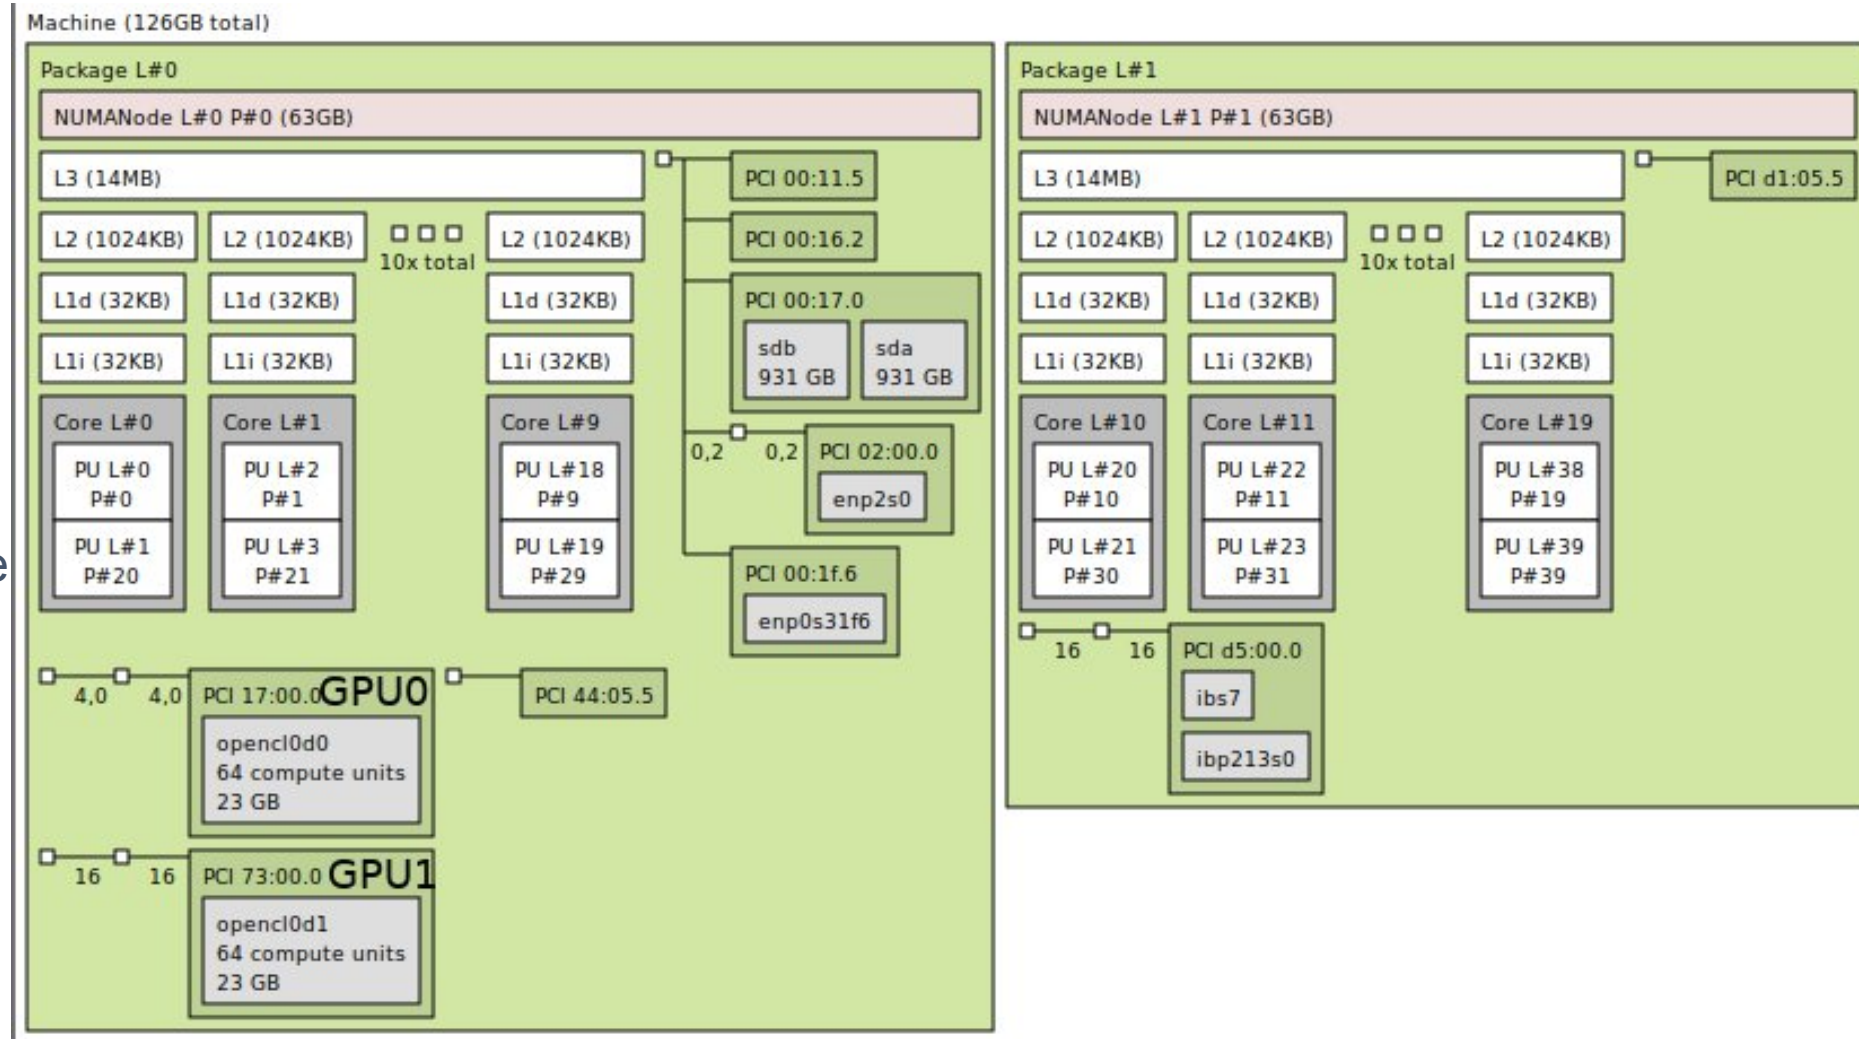 Machine (126GB total)
Package L#0
NUMANode L#0 P#0 (63GB)
L3 (14MB)
L2 (1024KB)
L2 (1024KB)
10x total
L2 (1024KB)
L1d (32KB)
L1d (32KB)
L1d (32KB)
L1i (32KB)
L1i (32KB)
L1i (32KB)
Core L#0
PU L#0
P#0
PU L#1
P#20
Core L#1
PU L#2
P#1
PU L#3
P#21
Core L#9
PU L#18
P#9
PU L#19
P#29
PCI 00:11.5
PCI 00:16.2
PCI 00:17.0
sdb
931 GB
sda
931 GB
0,2
0,2
PCI 02:00.0
enp2s0
PCI 00:1f.6
enp0s31f6
4,0
4,0
PCI 17:00.0
GPU0
opencl0d0
64 compute units
23 GB
PCI 44:05.5
16
16
PCI 73:00.0
GPU1
opencl0d1
64 compute units
23 GB
Package L#1
NUMANode L#1 P#1 (63GB)
L3 (14MB)
L2 (1024KB)
L2 (1024KB)
10x total
L2 (1024KB)
L1d (32KB)
L1d (32KB)
L1d (32KB)
L1i (32KB)
L1i (32KB)
L1i (32KB)
Core L#10
PU L#20
P#10
PU L#21
P#30
Core L#11
PU L#22
P#11
PU L#23
P#31
Core L#19
PU L#38
P#19
PU L#39
P#39
PCI d1:05.5
16
16
PCI d5:00.0
ibs7
ibp213s0